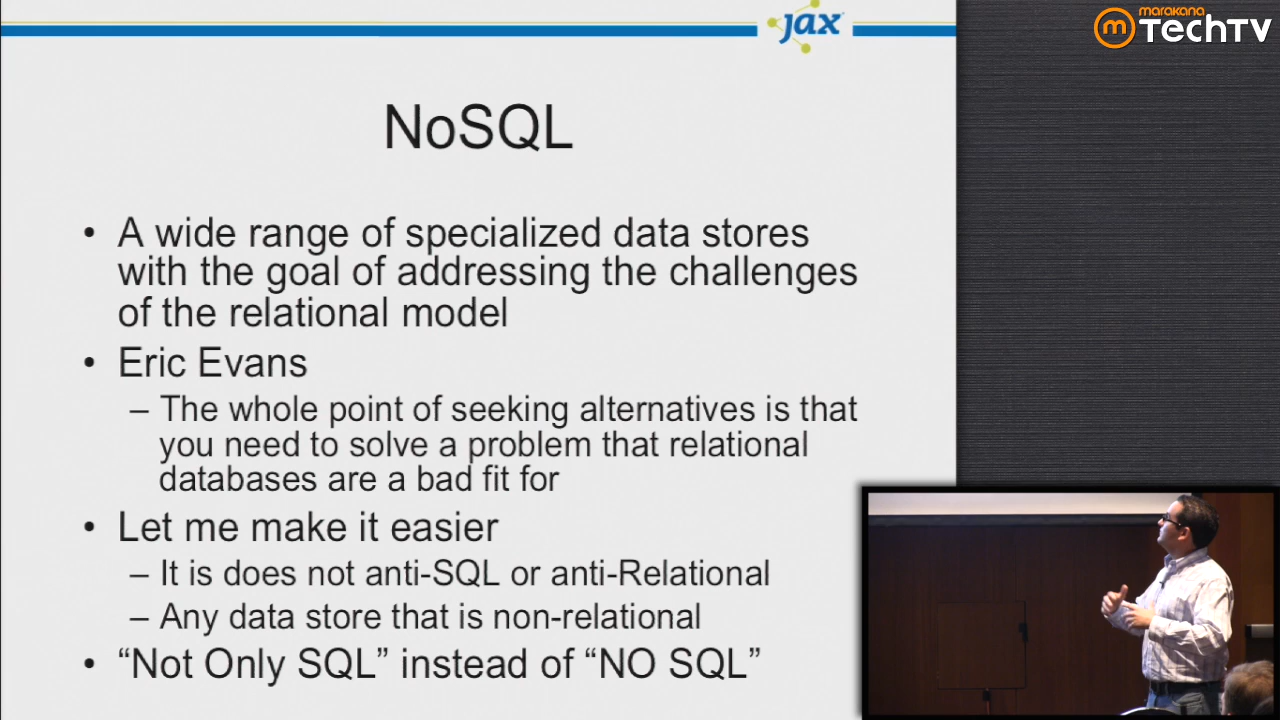 jax
marakana
m TechTV
NoSQL
• A wide range of specialized data stores
with the goal of addressing the challenges
of the relational model
• Eric Evans
– The whole point of seeking alternatives is that
you need to solve a problem that relational
databases are a bad fit for
• Let me make it easier
– It is does not anti-SQL or anti-Relational
– Any data store that is non-relational
• “Not Only SQL” instead of “NO SQL”